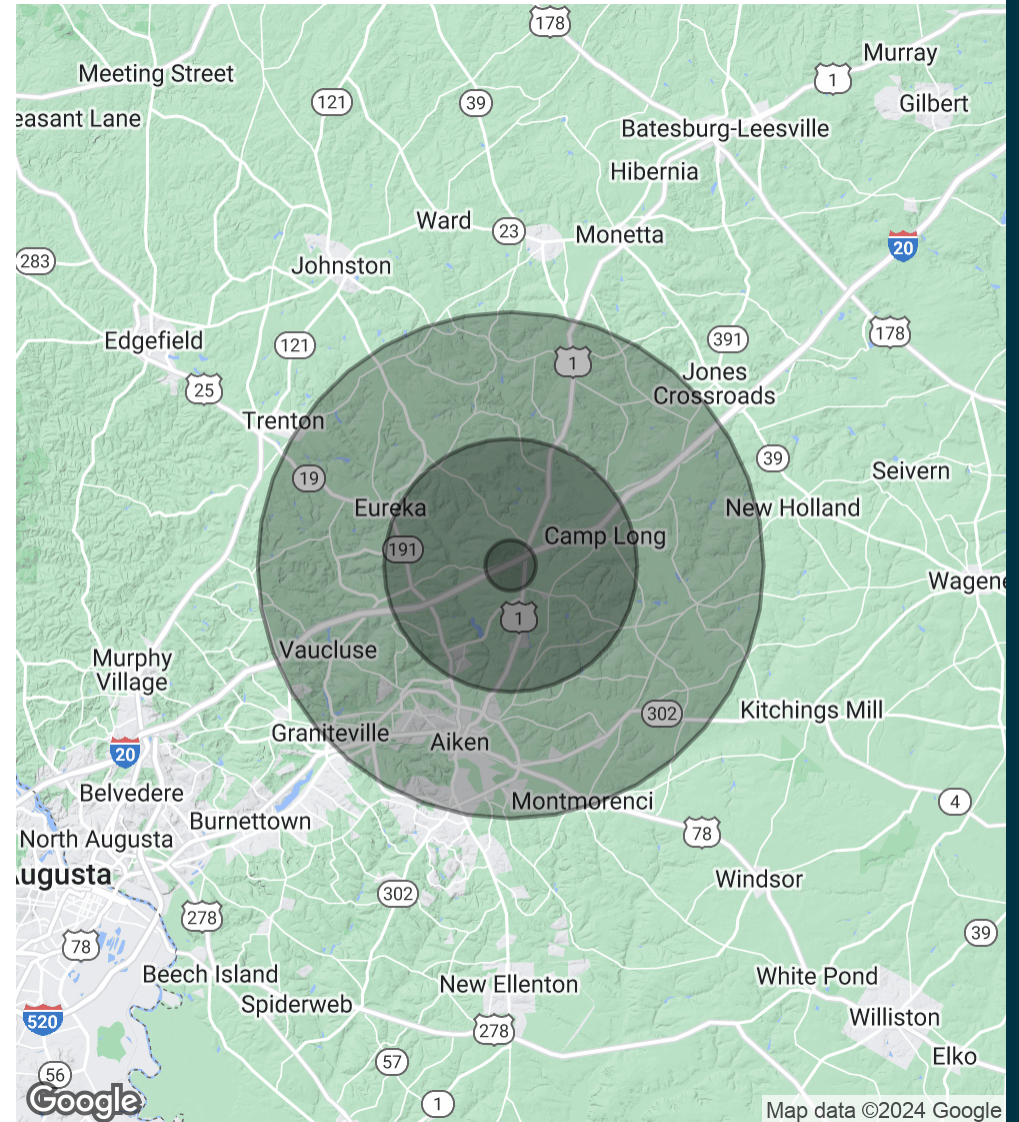 178
Murray
Meeting Street
1
121
39
Gilbert
easant Lane
Batesburg-Leesville
Hibernia
Ward
23
Monetta
20
283
Johnston
Edgefield
121
391
178
1
Jones
Crossroads
25
Trenton
39
Seivern
19
Eureka
New Holland
Camp Long
191
Wagene
1
Vaucluse
Murphy
Village
302
Kitchings Mill
Graniteville
Aiken
20
Belvedere
Montmorenci
4
Burnettown
North Augusta
78
ugusta
Windsor
302
278
39
78
Beech Island
White Pond
New Ellenton
Spiderweb
Williston
520
278
Elko
57
56
Google
1
Map data ©2024 Google